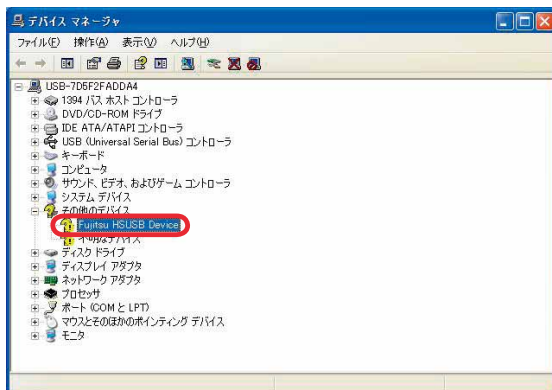 デバイス マネージャ
ファイル(F) 操作(A) 表示(V) ヘルプ(H)
USB-7D5F2FADDA4
1394 バス ホスト コントローラ
DVD/CD-ROM ドライブ
IDE ATA/ATAPI コントローラ
USB (Universal Serial Bus) コントローラ
キーボード
コンピュータ
サウンド、ビデオ、およびゲーム コントローラ
システム デバイス
その他のデバイス
Fujitsu HSUSB Device
不明なデバイス
ディスク ドライブ
ディスプレイ アダプタ
ネットワーク アダプタ
プロセッサ
ポート (COM と LPT)
マウスとそのほかのポインティング デバイス
モニタ